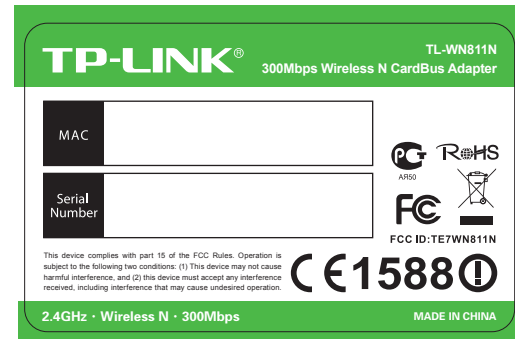 TP-LINK®
TL-WN811N
300Mbps Wireless N CardBus Adapter
MAC
Serial
Number
АЯ50
RoHS
FC
FCC ID:TE7WN811N
This device complies with part 15 of the FCC Rules. Operation is
subject to the following two conditions: (1) This device may not cause
harmful interference, and (2) this device must accept any interference
received, including interference that may cause undesired operation.
CE1588
2.4GHz · Wireless N · 300Mbps
MADE IN CHINA